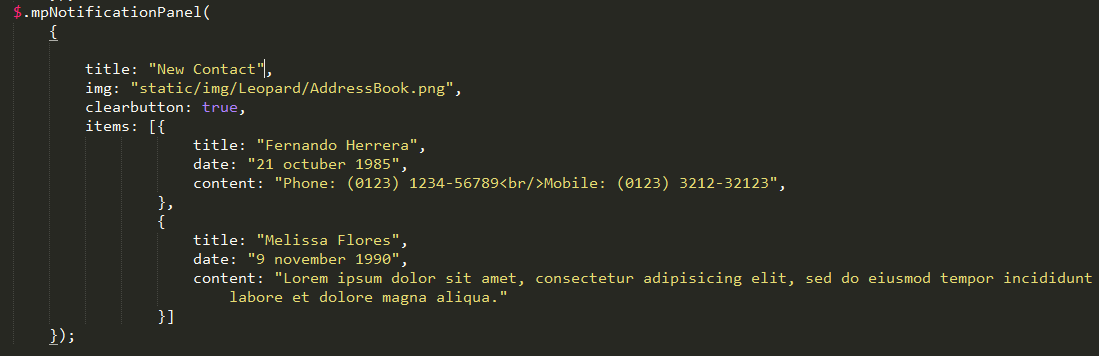 $.mpNotificationPanel(
{
title: "New Contact",
img: "static/img/Leopard/AddressBook.png",
clearbutton: true,
items: [{
title: "Fernando Herrera",
date: "21 octuber 1985",
content: "Phone: (0123) 1234-56789<br/>Mobile: (0123) 3212-32123",
},
{
title: "Melissa Flores",
date: "9 november 1990",
content: "Lorem ipsum dolor sit amet, consectetur adipisicing elit, sed do eiusmod tempor incididunt
labore et dolore magna aliqua."
}]
});